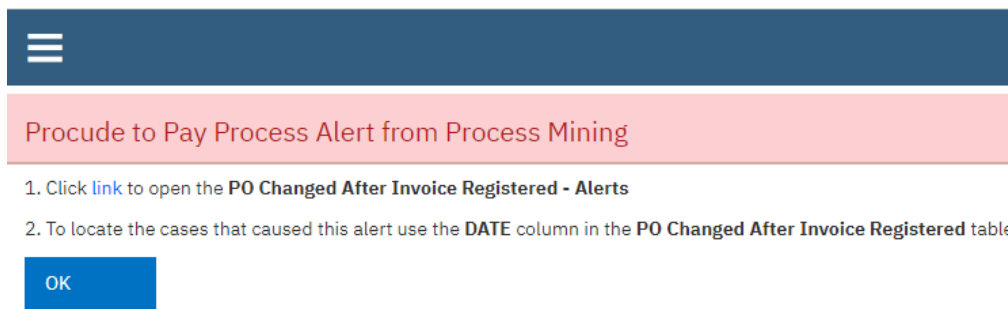 Procude to Pay Process Alert from Process Mining
1. Click link to open the PO Changed After Invoice Registered - Alerts
2. To locate the cases that caused this alert use the DATE column in the PO Changed After Invoice Registered table
OK